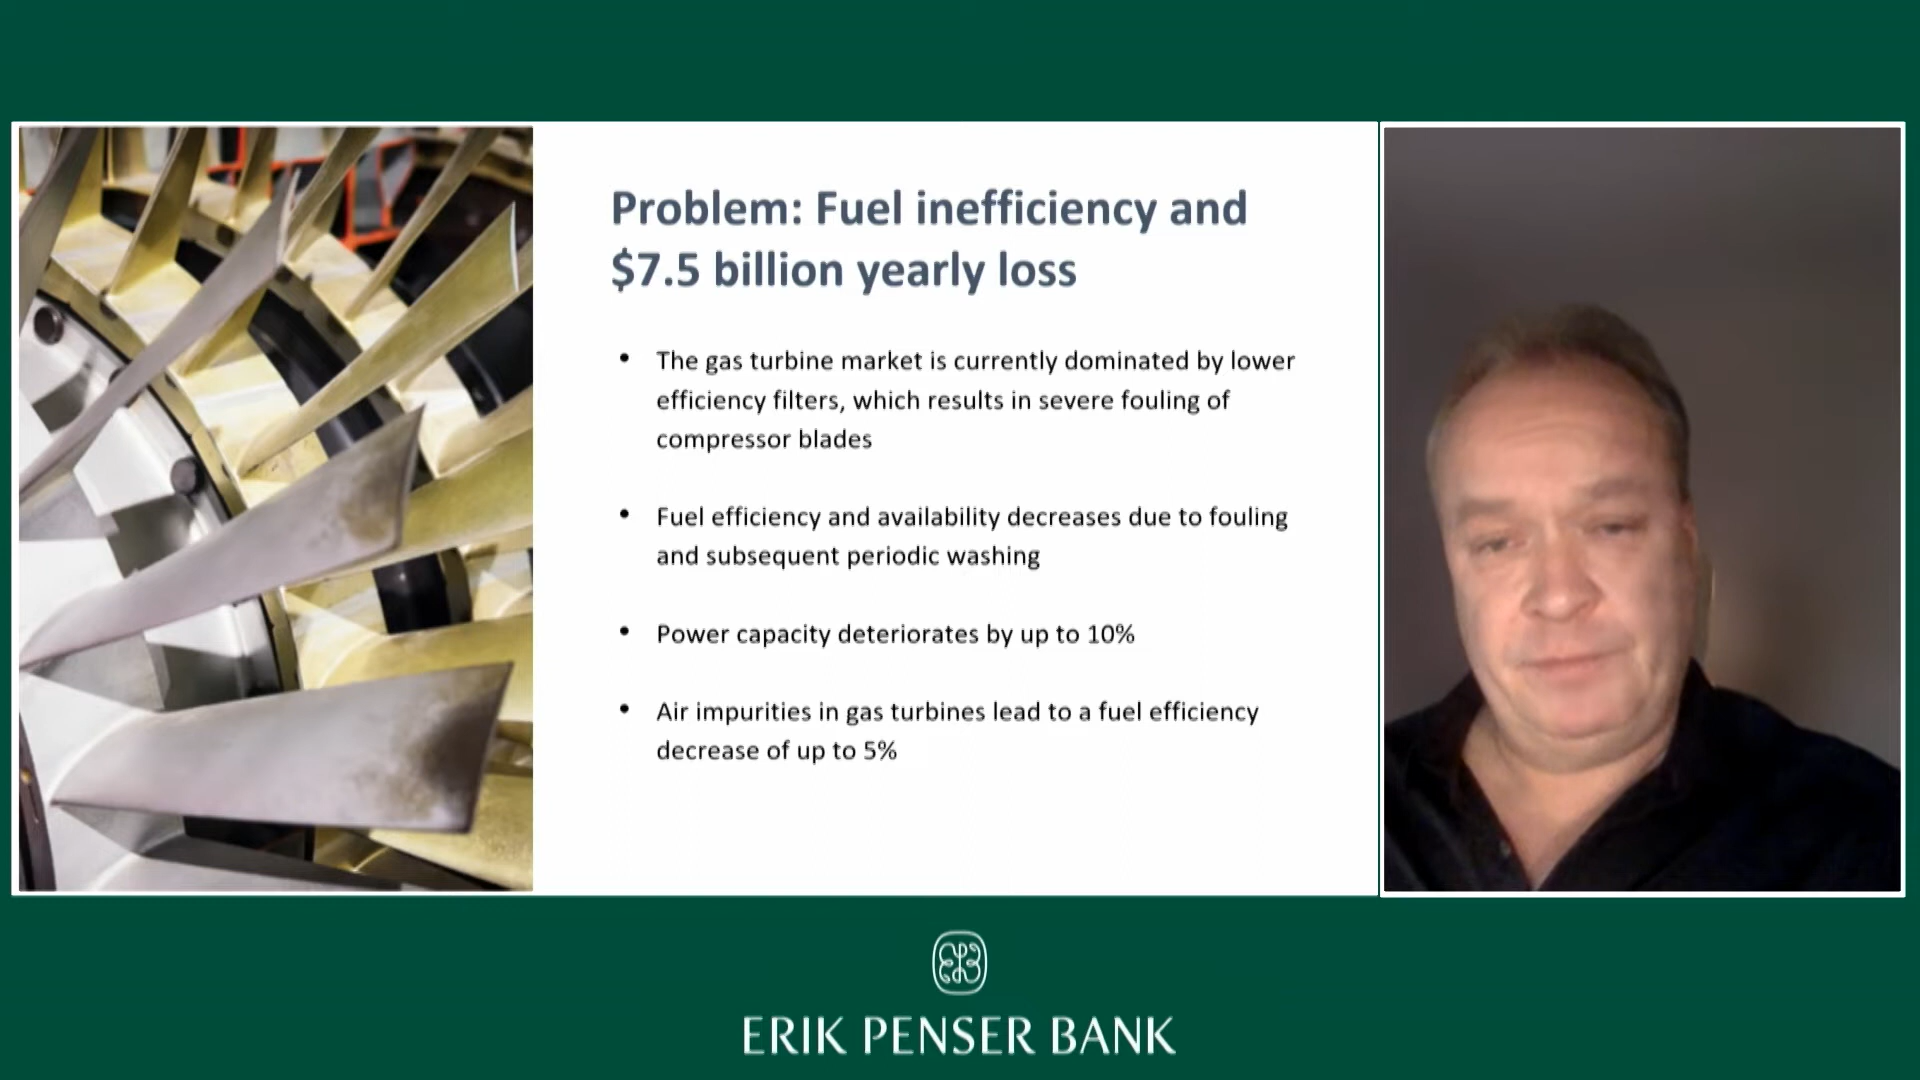 Problem: Fuel inefficiency and
$7.5 billion yearly loss
• The gas turbine market is currently dominated by lower
efficiency filters, which results in severe fouling of
compressor blades
• Fuel efficiency and availability decreases due to fouling
and subsequent periodic washing
• Power capacity deteriorates by up to 10%
• Air impurities in gas turbines lead to a fuel efficiency
decrease of up to 5%
ERIK PENSER BANK